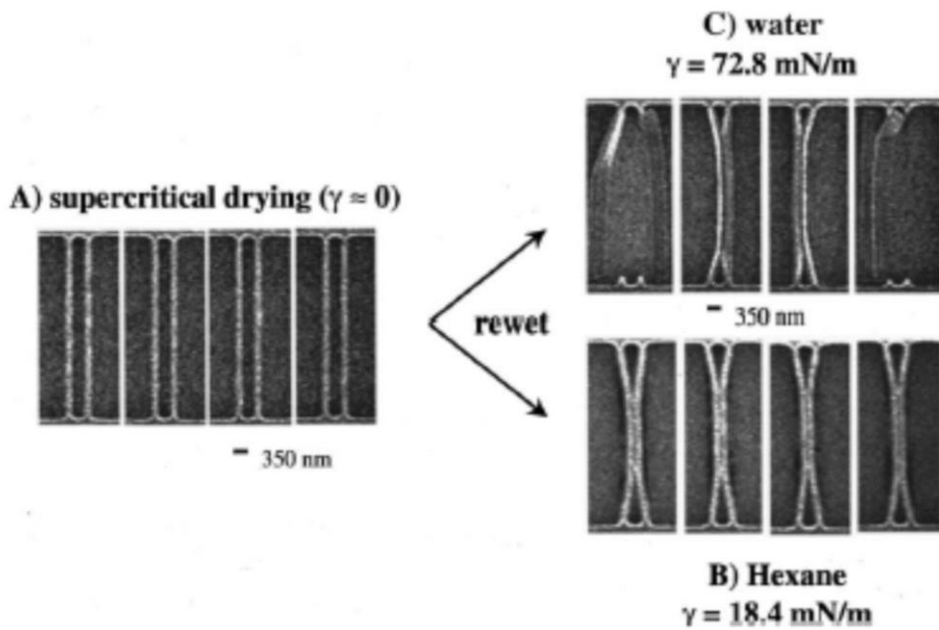 C) water
γ = 72.8 mN/m
A) supercritical drying (γ ≈ 0)
350 nm
rewet
350 nm
B) Hexane
γ = 18.4 mN/m